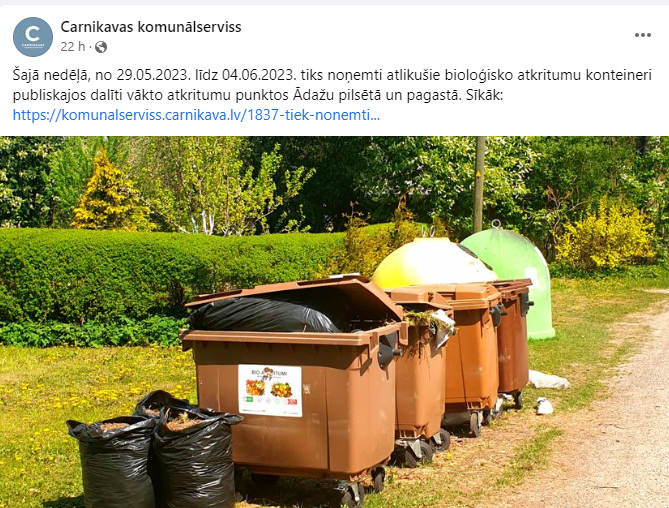 Carnikavas komunālserviss
22 h ·
Šajā nedēļā, no 29.05.2023. līdz 04.06.2023. tiks noņemti atlikušie bioloģisko atkritumu konteineri
publiskajos dalīti vākto atkritumu punktos Ādažu pilsētā un pagastā. Sīkāk:
https://komunalserviss.carnikava.lv/1837-tiek-nonemti...